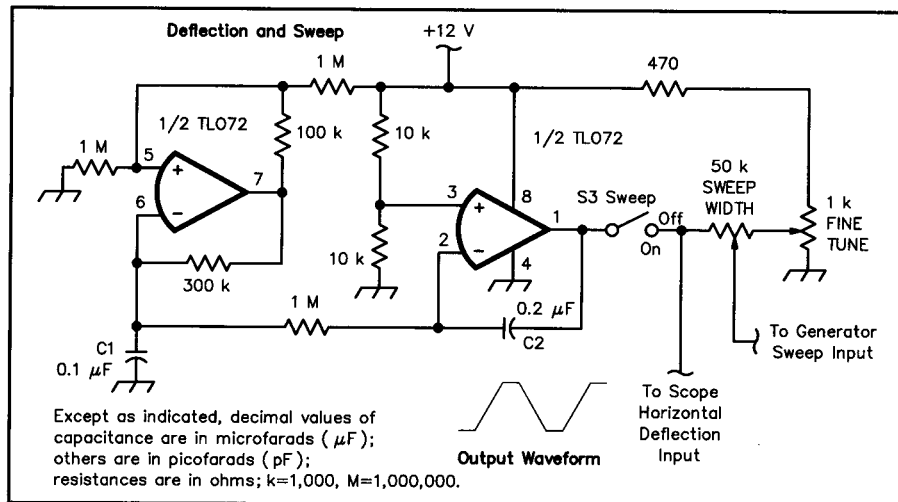 Deflection and Sweep
+12 V
1 M
470
1/2 TL072
100 k
10 k
1/2 TL072
1 M
5
+
7
6
–
3
+
8
1
2
–
4
S3 Sweep
Off
On
50 k
SWEEP
WIDTH
1 k
FINE
TUNE
10 k
300 k
1 M
0.2 µF
C2
C1
0.1 µF
To Generator
Sweep Input
To Scope
Horizontal
Deflection
Input
Except as indicated, decimal values of
capacitance are in microfarads ( µF);
others are in picofarads ( pF);
resistances are in ohms; k=1,000, M=1,000,000.
Output Waveform